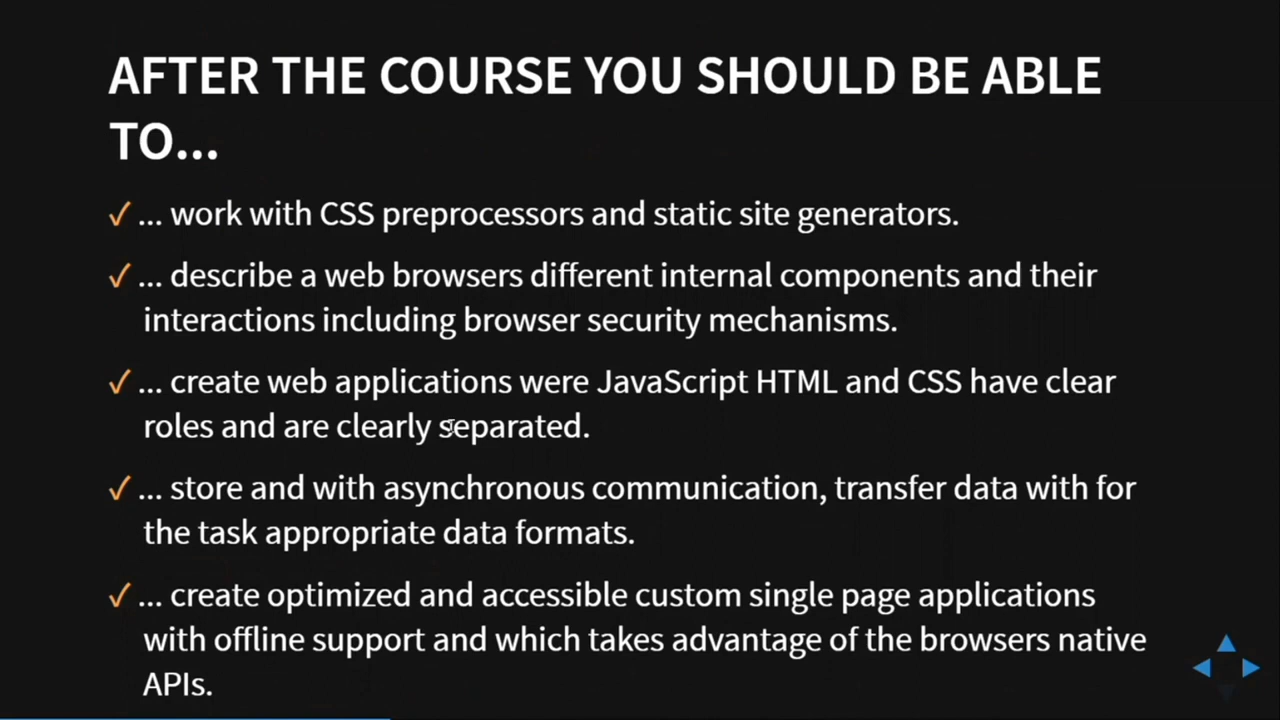 AFTER THE COURSE YOU SHOULD BE ABLE
TO...
✓ ... work with CSS preprocessors and static site generators.
✓ ... describe a web browsers different internal components and their
interactions including browser security mechanisms.
✓ ... create web applications were JavaScript HTML and CSS have clear
roles and are clearly separated.
✓ ... store and with asynchronous communication, transfer data with for
the task appropriate data formats.
✓ ... create optimized and accessible custom single page applications
with offline support and which takes advantage of the browsers native
APIs.